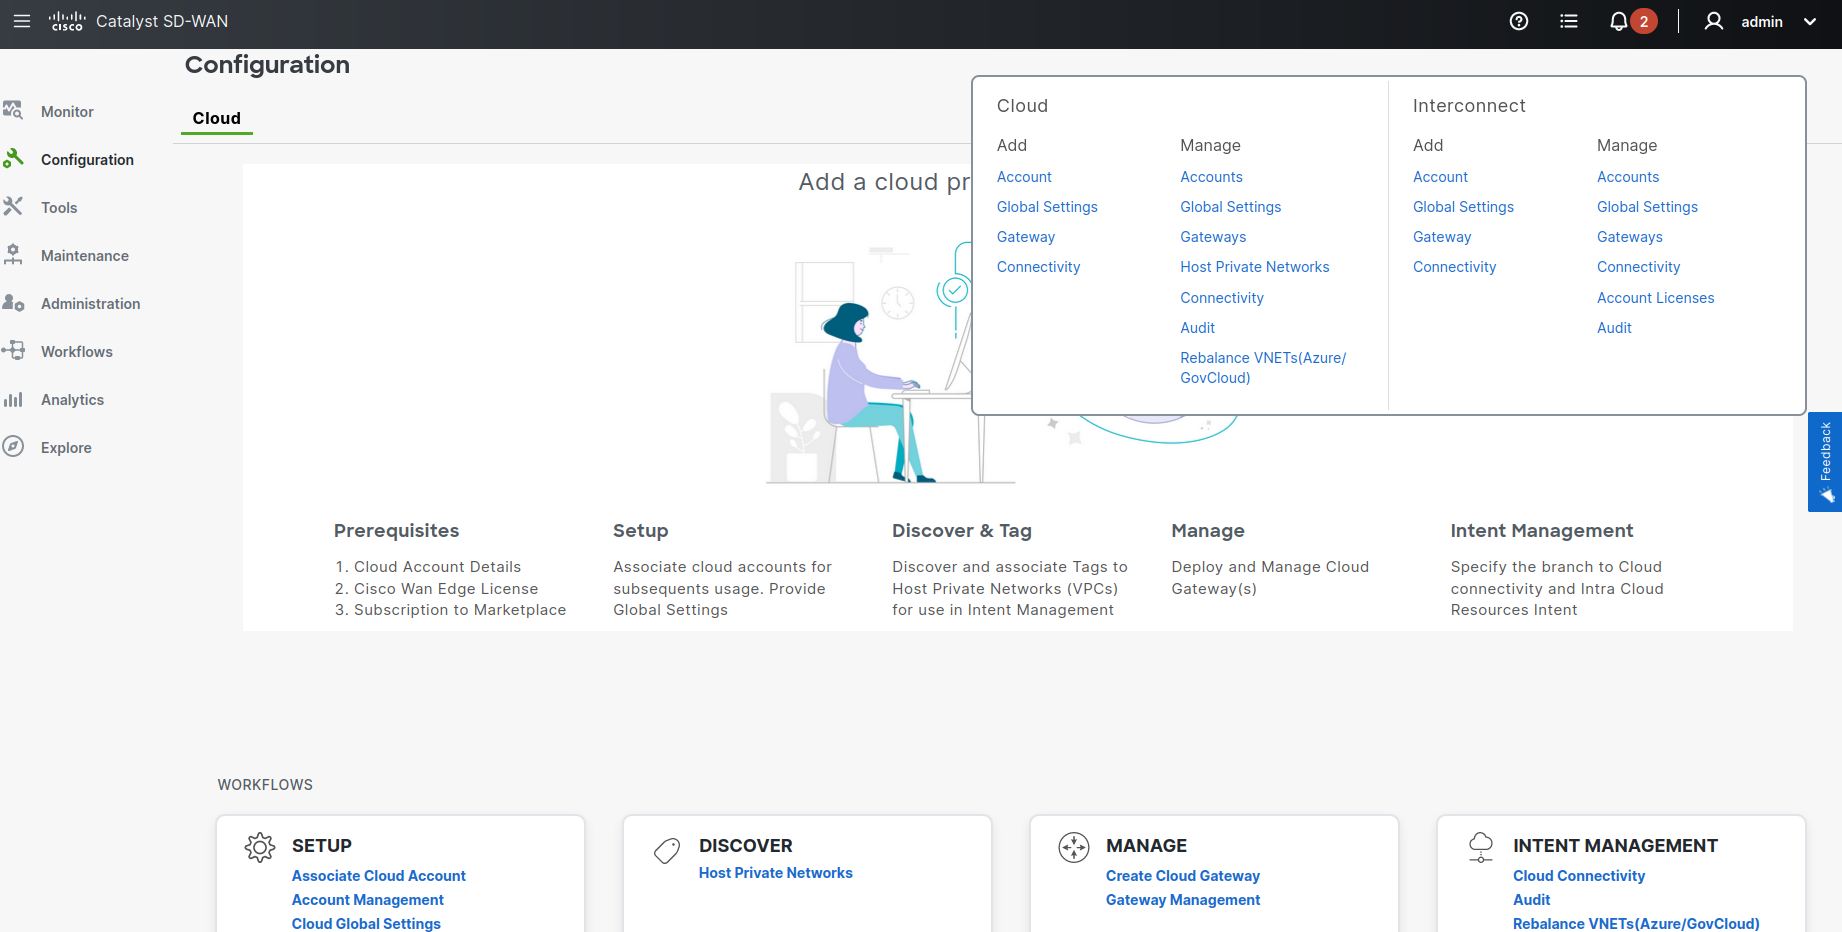 cisco Catalyst SD-WAN
2
admin
Configuration
Monitor
Configuration
Tools
Maintenance
Administration
Workflows
Analytics
Explore
Cloud
Add a cloud pr
Cloud
Add
Account
Global Settings
Gateway
Connectivity
Manage
Accounts
Global Settings
Gateways
Host Private Networks
Connectivity
Audit
Rebalance VNETs(Azure/
GovCloud)
Interconnect
Add
Account
Global Settings
Gateway
Connectivity
Manage
Accounts
Global Settings
Gateways
Connectivity
Account Licenses
Audit
Feedback
Prerequisites
1. Cloud Account Details
2. Cisco Wan Edge License
3. Subscription to Marketplace
Setup
Associate cloud accounts for
subsequents usage. Provide
Global Settings
Discover & Tag
Discover and associate Tags to
Host Private Networks (VPCs)
for use in Intent Management
Manage
Deploy and Manage Cloud
Gateway(s)
Intent Management
Specify the branch to Cloud
connectivity and Intra Cloud
Resources Intent
WORKFLOWS
SETUP
Associate Cloud Account
Account Management
Cloud Global Settings
DISCOVER
Host Private Networks
MANAGE
Create Cloud Gateway
Gateway Management
INTENT MANAGEMENT
Cloud Connectivity
Audit
Rebalance VNETs(Azure/GovCloud)